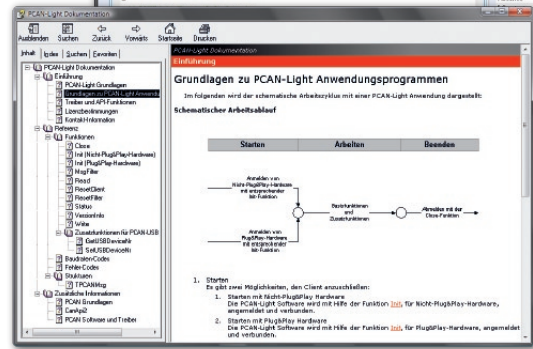 PCAN-Light Dokumentation
Ausblenden Suchen Zurück Vorwärts Startseite Drucken
Inhalt Index Suchen Favoriten
PCAN-Light Dokumentation
Einführung
PCAN-Light Grundlagen
Grundlagen zu PCAN-Light Anwendu
Treiber und API-Funktionen
Lizenzbestimmungen
Kontakt-Information
Referenz
Funktionen
Close
Init (Nicht-Plug&Play-Hardware)
Init (Plug&Play-Hardware)
MsgFilter
Read
ResetClient
ResetFilter
Status
VersionInfo
Write
Zusatzfunktionen für PCAN-USB
GetUSBDeviceNr
SetUSBDeviceNr
Baudraten-Codes
Fehler-Codes
Strukturen
TPCANMsg
Zusätzliche Informationen
PCAN Grundlagen
CanApi2
PCAN Software und Treiber
PCAN-Light Dokumentation
Einführung
Grundlagen zu PCAN-Light Anwendungsprogrammen
Im folgenden wird der schematische Arbeitszyklus mit einer PCAN-Light Anwendung dargestellt:
Schematischer Arbeitsablauf
Starten Arbeiten Beenden
Anmelden von
Nicht-Plug&Play-Hardware
mit entsprechender
Init-Funktion
Basisfunktionen
und
Zusatzfunktionen
Abmelden mit der
Close-Funktion
Anmelden von
Plug&Play-Hardware
mit entsprechender
Init-Funktion
1. Starten
Es gibt zwei Möglichkeiten, den Client anzuschließen:
1. Starten mit Nicht-Plug&Play Hardware
Die PCAN-Light Software wird mit Hilfe der Funktion Init, für Nicht-Plug&Play-Hardware,
angemeldet und verbunden.
2. Starten mit Plug&Play Hardware
Die PCAN-Light Software wird mit Hilfe der Funktion Init, für Plug&Play-Hardware, angemeldet
und verbunden.